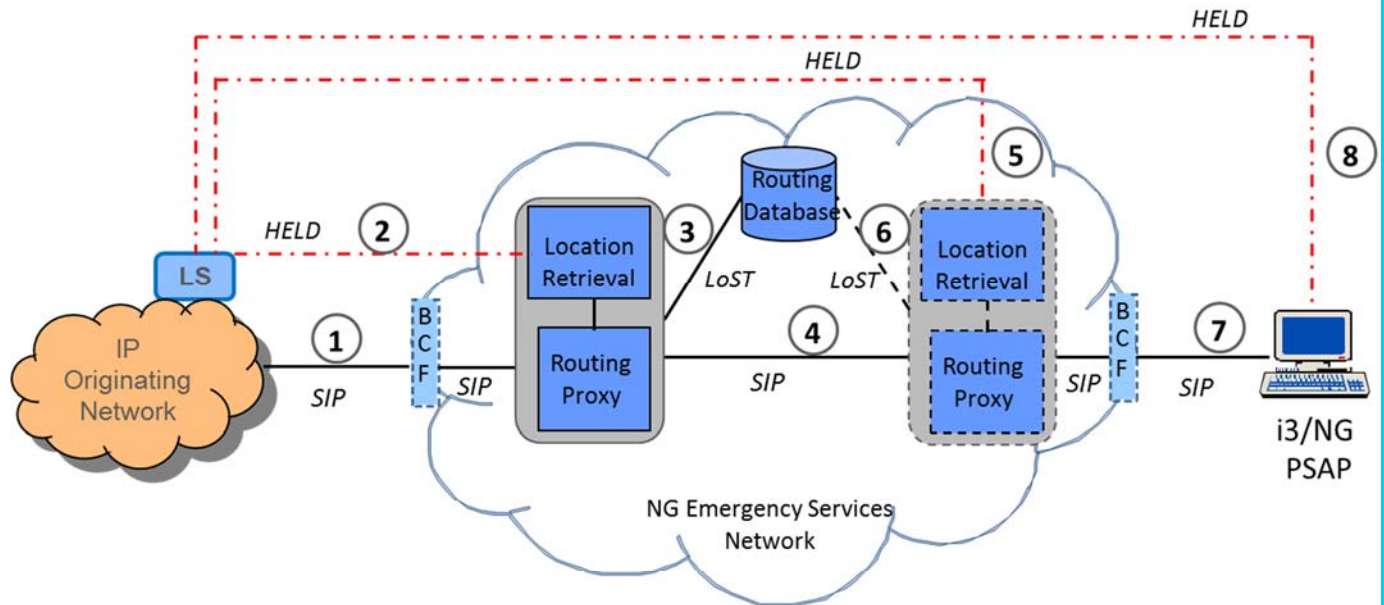 HELD
HELD
5
8
Routing
Database
3
6
HELD
2
Location
Retrieval
LoST
LoST
Location
Retrieval
LS
B
C
F
B
C
F
1
4
7
IP
Originating
Network
SIP
SIP
Routing
Proxy
SIP
Routing
Proxy
SIP
SIP
i3/NG
PSAP
NG Emergency Services
Network